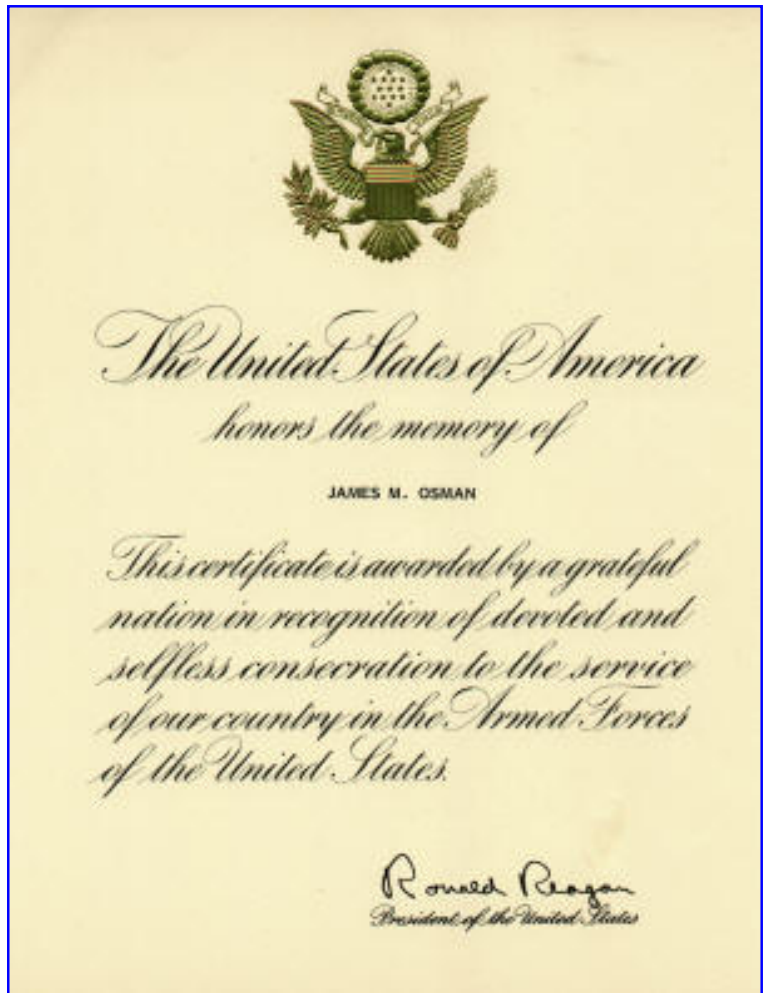 The United States of America
honors the memory of
JAMES M. OSMAN
This certificate is awarded by a grateful
nation in recognition of devoted and
selfless consecration to the service
of our country in the Armed Forces
of the United States.
Ronald Reagan
President of the United States